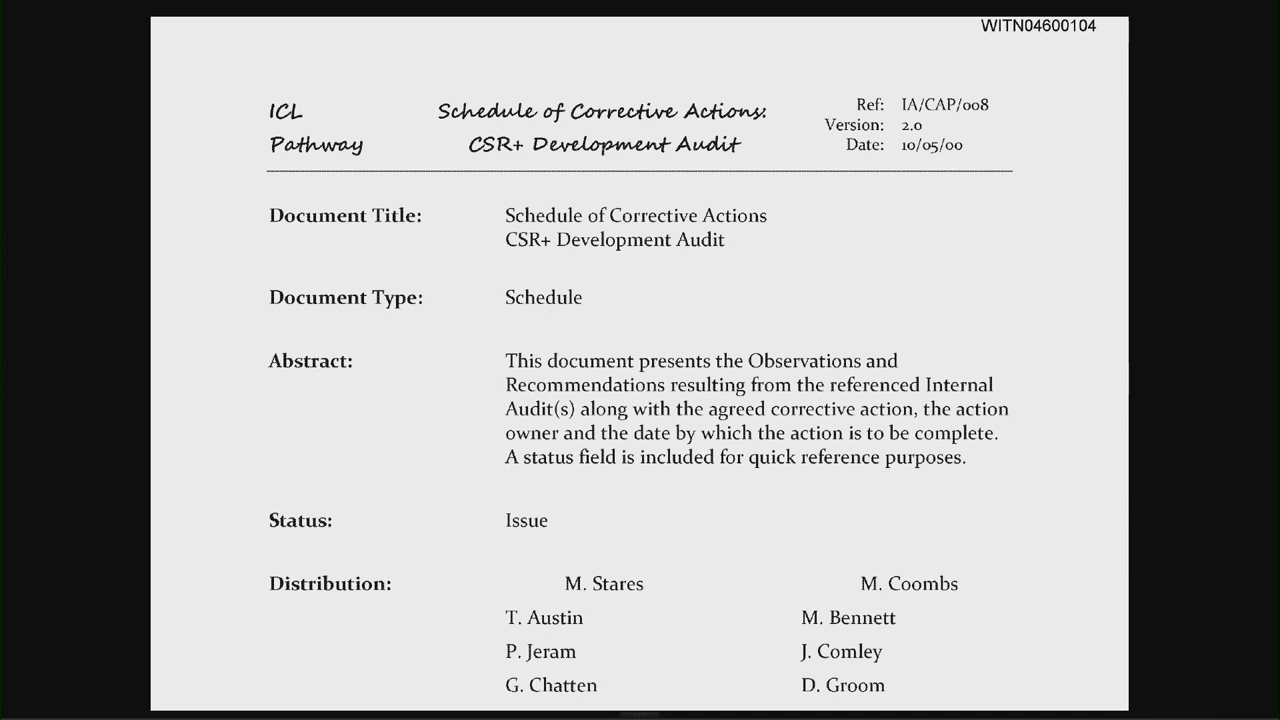 WITN04600104
ICL Schedule of Corrective Actions: Ref: IA/CAP/008
Version: 2.0
Pathway CSR+ Development Audit Date: 10/05/00
Document Title: Schedule of Corrective Actions
CSR+ Development Audit
Document Type: Schedule
Abstract: This document presents the Observations and
Recommendations resulting from the referenced Internal
Audit(s) along with the agreed corrective action, the action
owner and the date by which the action is to be complete.
A status field is included for quick reference purposes.
Status: Issue
Distribution: M. Stares M. Coombs
T. Austin M. Bennett
P. Jeram J. Comley
G. Chatten D. Groom